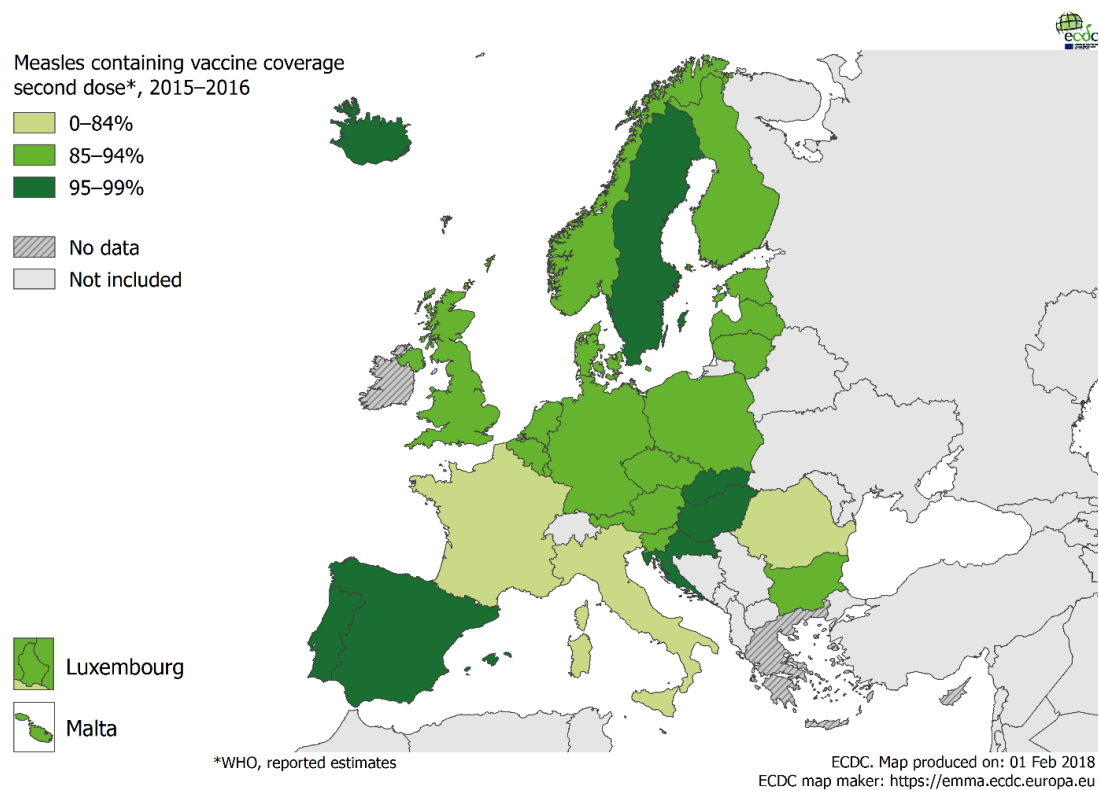 ecdc
Measles containing vaccine coverage
second dose*, 2015–2016
0–84%
85–94%
95–99%
No data
Not included
Luxembourg
Malta
*WHO, reported estimates
ECDC. Map produced on: 01 Feb 2018
ECDC map maker: https://emma.ecdc.europa.eu